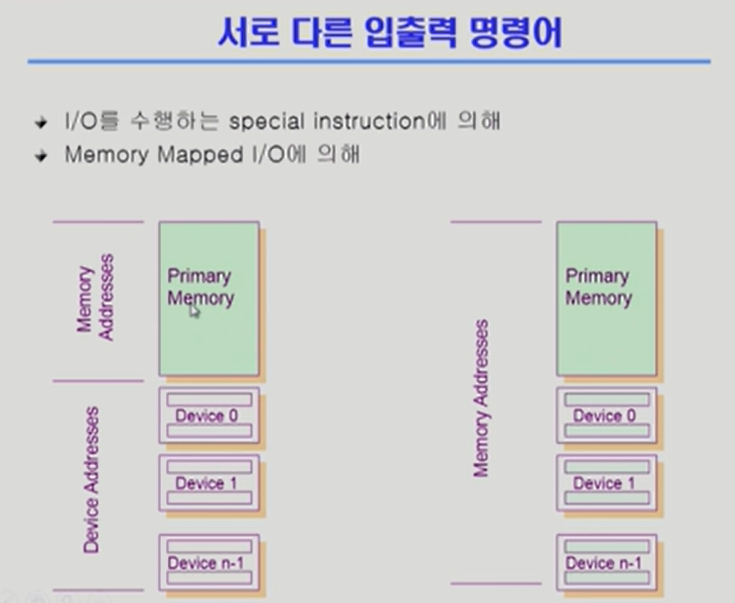 서로 다른 입출력 명령어
I/O를 수행하는 special instruction에 의해
Memory Mapped I/O에 의해
Memory
Addresses
Primary
Memory
Device Addresses
Device 0
Device 1
Device n-1
Memory Addresses
Primary
Memory
Device 0
Device 1
Device n-1